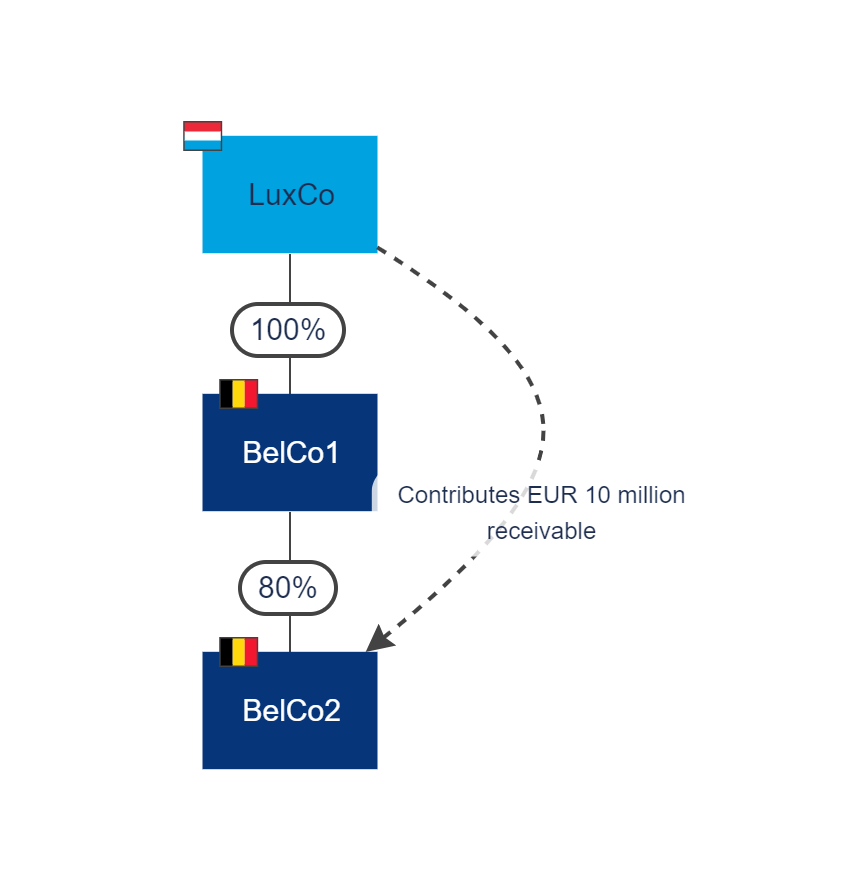 LuxCo
100%
BelCo1
Contributes EUR 10 million
receivable
80%
BelCo2